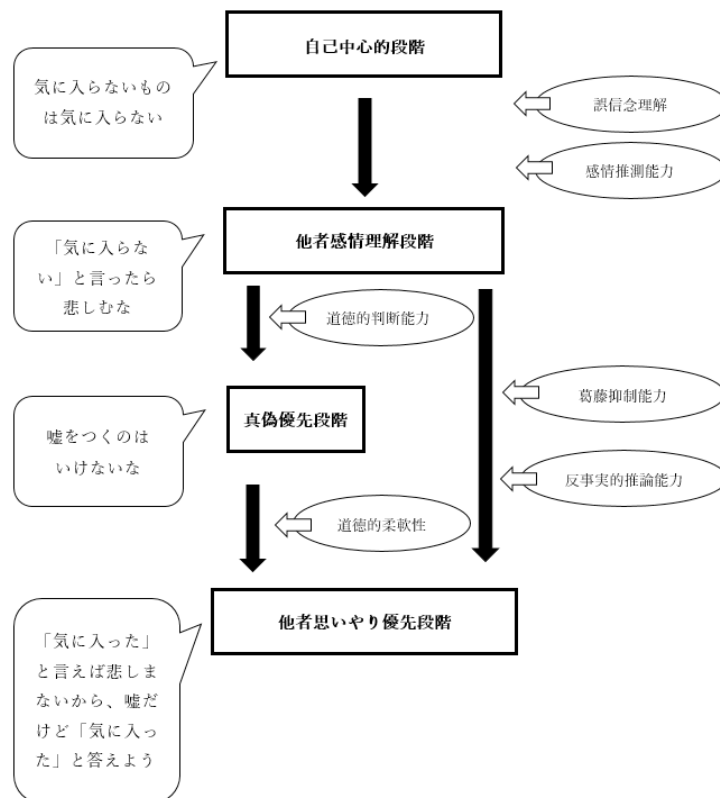 自己中心的段階
気に入らないもの
は気に入らない
誤信念理解
感情推測能力
他者感情理解段階
「気に入らな
い」と言ったら
悲しむな
道徳的判断能力
葛藤抑制能力
真偽優先段階
嘘をつくのは
いけないな
反事実的推論能力
道徳的柔軟性
他者思いやり優先段階
「気に入った」
と言えば悲しま
ないから、嘘だ
けど「気に入っ
た」と答えよう